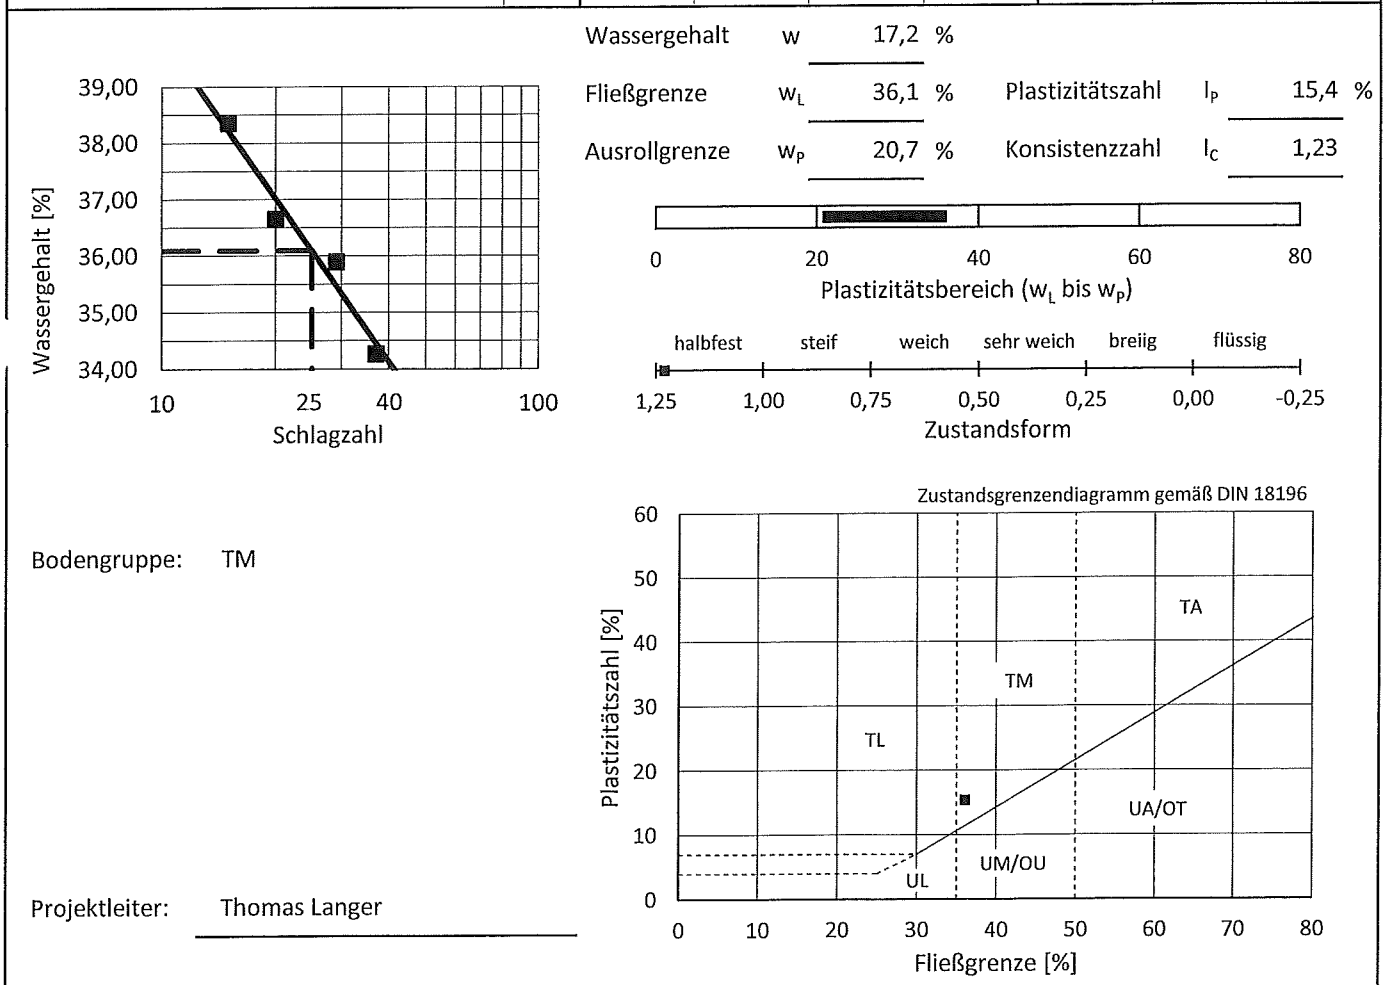 Wassergehalt w 17,2 %
Fließgrenze wL 36,1 % Plastizitätszahl IP 15,4 %
Ausrollgrenze wP 20,7 % Konsistenzzahl IC 1,23
39,00
38,00
37,00
36,00
35,00
34,00
Wassergehalt [%]
10 25 40 100
Schlagzahl
0 20 40 60 80
Plastizitätsbereich (wL bis wP)
halbfest steif weich sehr weich breiig flüssig
1,25 1,00 0,75 0,50 0,25 0,00 -0,25
Zustandsform
Bodengruppe: TM
Zustandsgrenzendiagramm gemäß DIN 18196
60
50
40
30
20
10
0
Plastizitätszahl [%]
TA
TM
TL
UA/OT
UM/OU
UL
0 10 20 30 40 50 60 70 80
Fließgrenze [%]
Projektleiter: Thomas Langer